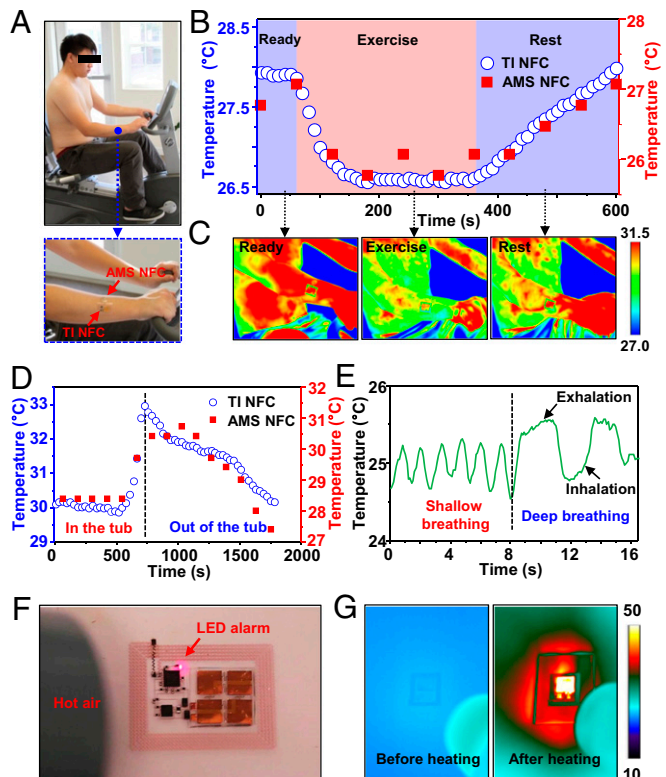 A
AMS NFC
TI NFC
B
Temperature (°C)
28.5
27.5
26.5
Ready
Exercise
Rest
TI NFC
AMS NFC
28
27
26
25
Temperature (°C)
0
200
400
600
Time (s)
C
Ready
Exercise
Rest
31.5
27.0
D
Temperature (°C)
33
32
31
30
29
TI NFC
AMS NFC
In the tub
Out of the tub
32
31
30
29
28
27
Temperature (°C)
0
500
1000
1500
2000
Time (s)
E
Temperature (°C)
26
25
24
Exhalation
Inhalation
Shallow
breathing
Deep breathing
0
4
8
12
16
Time (s)
F
LED alarm
Hot air
G
Before heating
After heating
50
10